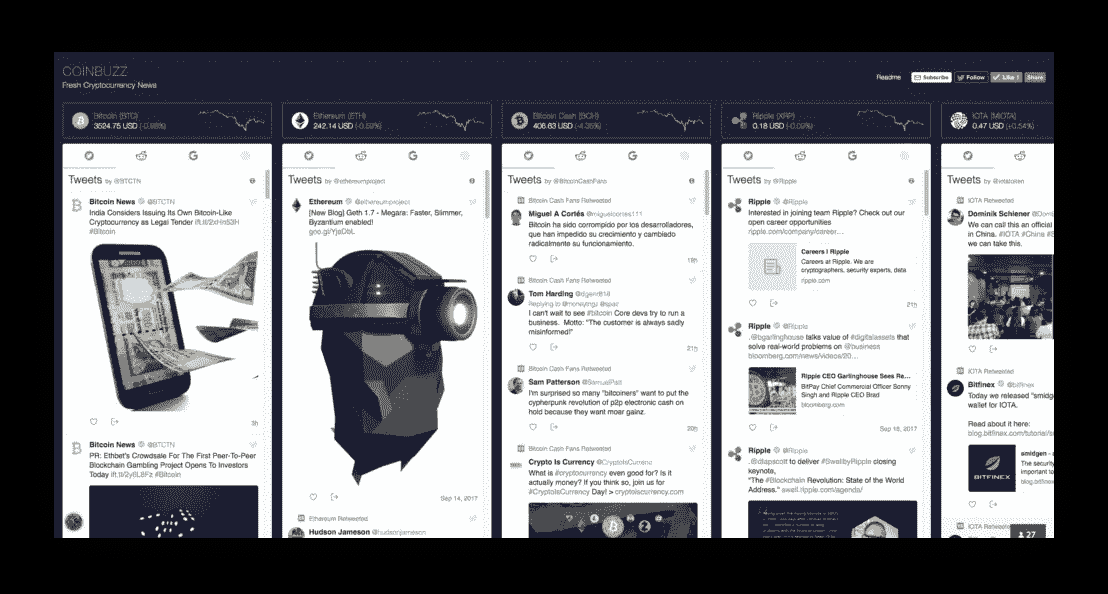 COINBUZZ
Fresh Cryptocurrency News
Readme
Subscribe
Follow
Like
Share
Bitcoin (BTC)
3524.75 USD (-0.98%)
Ethereum (ETH)
242.14 USD (-0.59%)
Bitcoin Cash (BCH)
406.63 BCH (-4.35%)
Ripple (XRP)
0.18 USD (-0.09%)
IOTA (MIOTA)
0.47 USD (+0.54%)
Tweets by @BTCTN
Bitcoin News @BTCTN
India Considers Issuing Its Own Bitcoin-Like
Cryptocurrency as Legal Tender
#Bitcoin
3h
Bitcoin News @BTCTN
PR: Ethbet's Crowdsale For The First Peer-To-Peer
Blockchain Gambling Project Opens To Investors
Today #Bitcoin
Tweets by @ethereumproject
Ethereum @ethereumproject
[New Blog] Geth 1.7 - Megara: Faster, Slimmer,
Byzantium enabled!
goo.gl/YjaDbL
Sep 14, 2017
Ethereum Retweeted
Hudson Jameson @hudsonjameson
Tweets by @BitcoinCashFans
Bitcoin Cash Fans Retweeted
Miguel A Cortés @miguelcortes111
Bitcoin ha sido corrompido por los desarrolladores,
que han impedido su crecimiento y cambiado
radicalmente su funcionamiento.
Bitcoin Cash Fans Retweeted
Tom Harding
I can't wait to see #bitcoin Core devs try to run a
business. Motto: "The customer is always sadly
misinformed!"
21h
Bitcoin Cash Fans Retweeted
Sam Patterson @SamuelPatt
I'm surprised so many "bitcoiners" want to put the
cypherpunk revolution of p2p electronic cash on
hold because they want moar gainz.
20h
Bitcoin Cash Fans Retweeted
Crypto Is Currency
What is #cryptocurrency even good for? Is it
actually money? If you think so, join us for
#CryptoIsCurrency Day! > cryptoiscurrency.com
Tweets by @Ripple
Ripple @Ripple
Interested in joining team Ripple? Check out our
open career opportunities
ripple.com/company/career…
Careers | Ripple
Careers at Ripple. We are
cryptographers, security experts, data
ripple.com
21h
Ripple @Ripple
.@bgarlinghouse talks value of #digitalassets that
solve real-world problems on @business
bloomberg.com/news/videos/20…
Ripple CEO Garlinghouse Sees Re…
BitPay Chief Commercial Officer Sonny
Singh and Ripple CEO Brad
bloomberg.com
Sep 18, 2017
Ripple @Ripple
.@dtapscott to deliver #SwellbyRipple closing
keynote,
"The #Blockchain Revolution: State of the World
Address." swell.ripple.com/agenda/
Tweets by @iotatoken
IOTA Retweeted
Dominik Schiener
We can call this an official
in China. #IOTA #China
we can take this.
IOTA Retweeted
Bitfinex @bitfinex
Today we released "smidg
wallet for IOTA.
Read about it here:
blog.bitfinex.com/tutorial/s
BITFINEX
smidgen -
The security
important to
blog.bitfinex
IOTA Retweeted
27